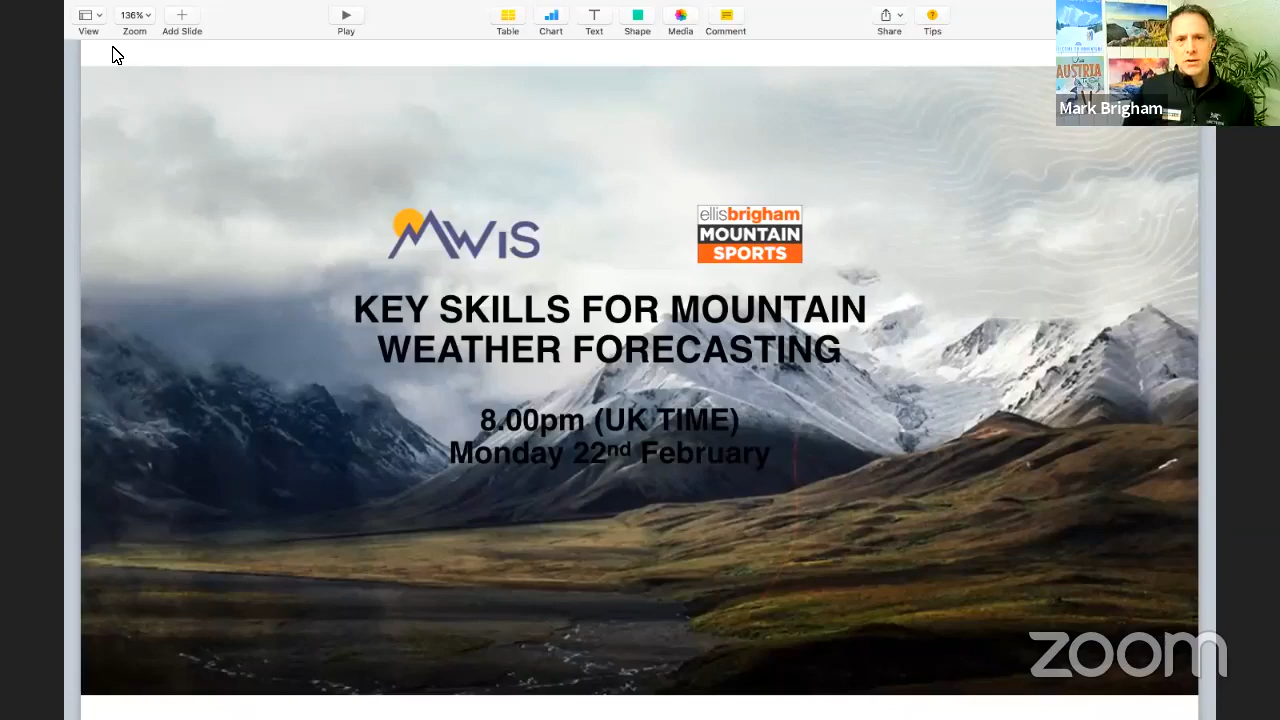 136%
View
Zoom
Add Slide
Play
Table
Chart
Text
Shape
Media
Comment
Share
Tips
AUSTRIA
Mark Brigham
MWIS
ellisbrigham
MOUNTAIN
SPORTS
KEY SKILLS FOR MOUNTAIN
WEATHER FORECASTING
8.00pm (UK TIME)
Monday 22nd February
zoom